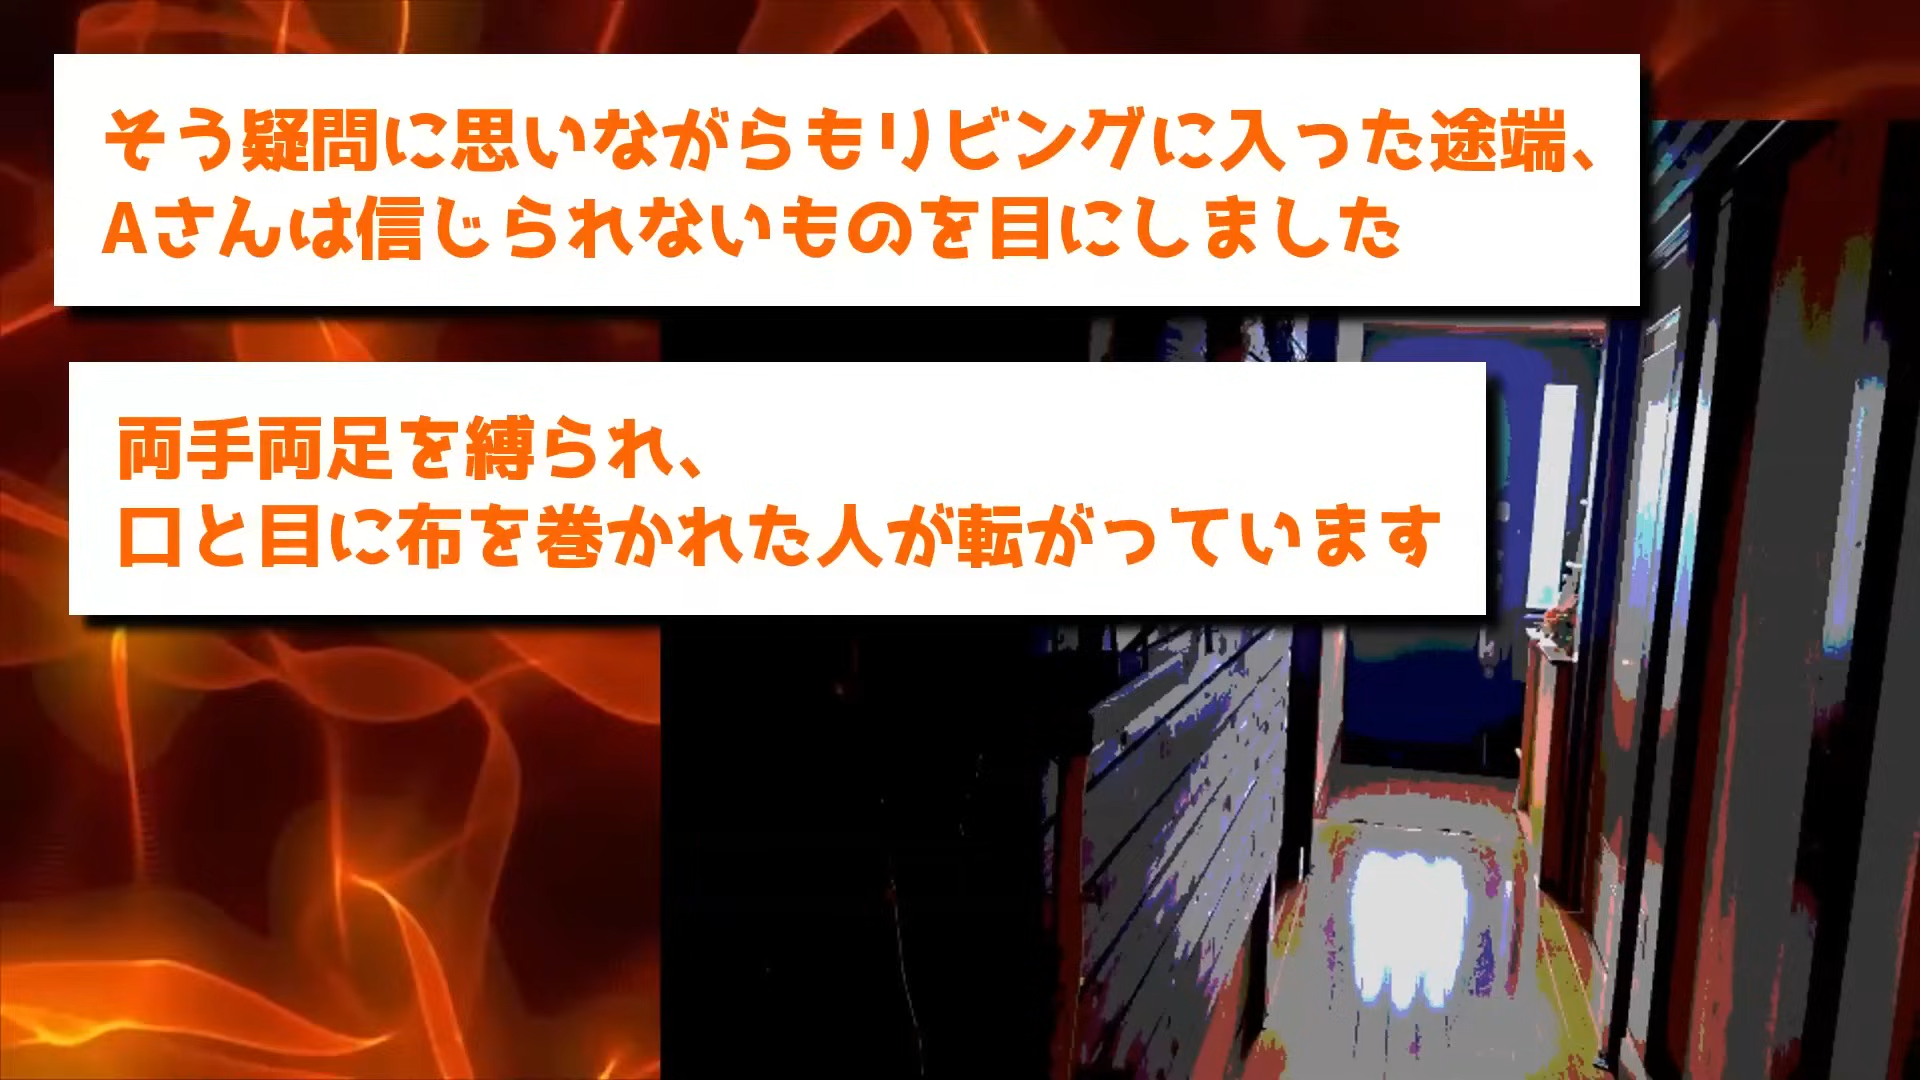 そう疑問に思いながらもリビングに入った途端、
Aさんは信じられないものを目にしました
両手両足を縛られ、
口と目に布を巻かれた人が転がっています